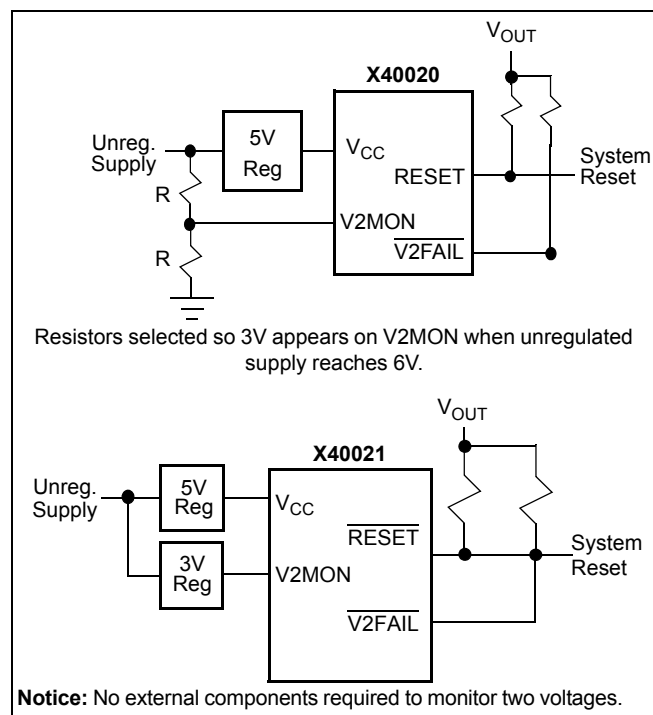 VOUT
X40020
Unreg.
Supply
5V
Reg
VCC
RESET
System
Reset
R
V2MON
V2FAIL
R
Resistors selected so 3V appears on V2MON when unregulated
supply reaches 6V.
VOUT
X40021
Unreg.
Supply
5V
Reg
VCC
RESET
System
Reset
3V
Reg
V2MON
V2FAIL
Notice: No external components required to monitor two voltages.